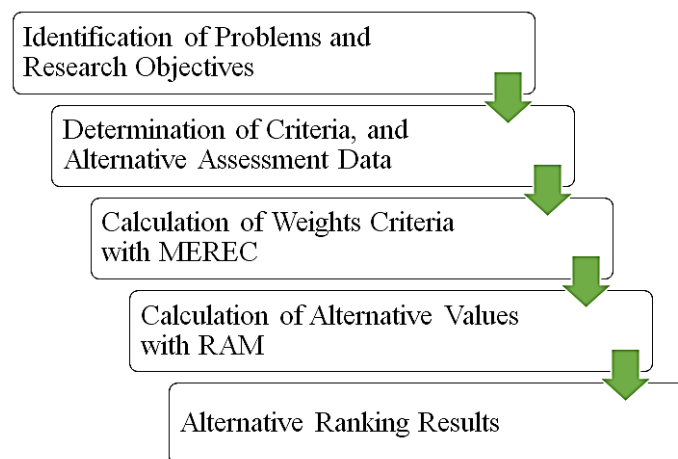 Identification of Problems and
Research Objectives
Determination of Criteria, and
Alternative Assessment Data
Calculation of Weights Criteria
with MEREC
Calculation of Alternative Values
with RAM
Alternative Ranking Results